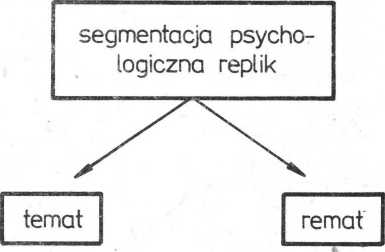 segmentacja psycho-
logiczna replik
temat
remat